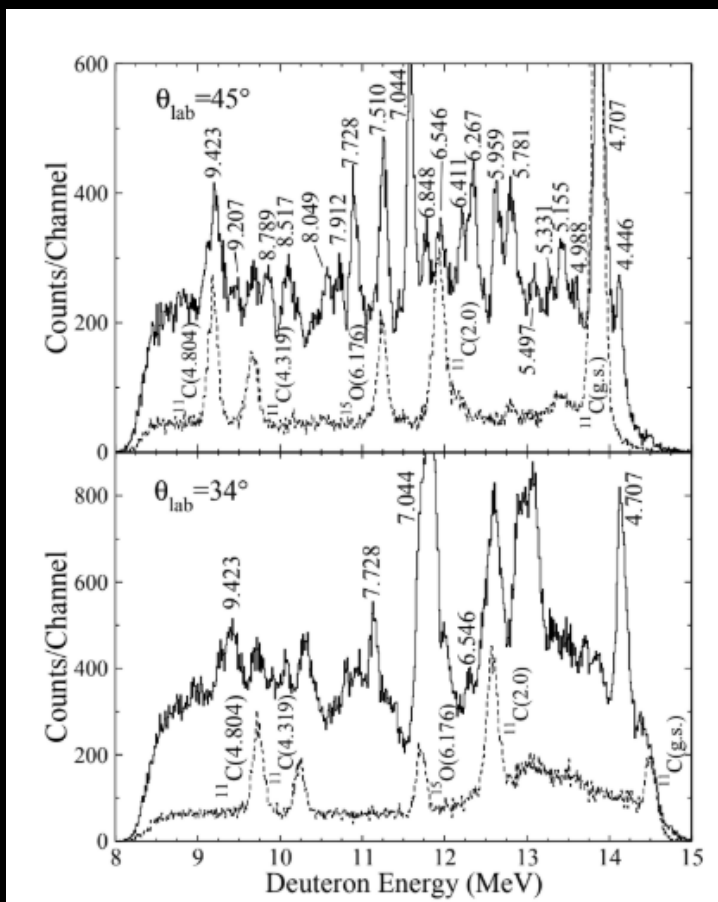 600
θlab=45°
400
200
0
Counts/Channel
9.423
9.207
8.789
8.517
8.049
7.912
7.728
7.510
7.044
6.848
6.546
6.411
6.267
5.959
5.781
5.497
5.331
5.155
4.988
4.707
4.446
11C(4.804)
11C(4.319)
15O(6.176)
11C(2.0)
11C(g.s.)
θlab=34°
800
600
400
200
0
Counts/Channel
9.423
7.728
7.044
6.546
4.707
11C(4.804)
11C(4.319)
15O(6.176)
11C(2.0)
11C(g.s.)
8 9 10 11 12 13 14 15
Deuteron Energy (MeV)